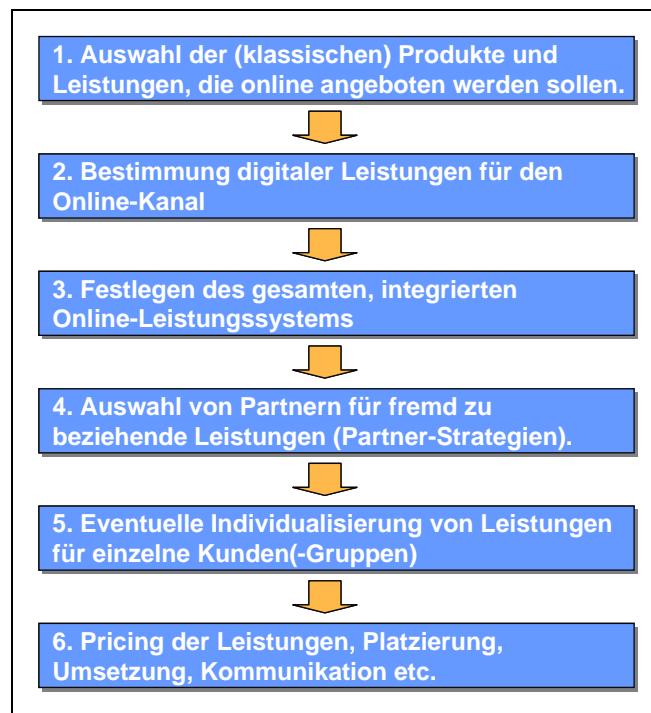 1. Auswahl der (klassischen) Produkte und
Leistungen, die online angeboten werden sollen.
2. Bestimmung digitaler Leistungen für den
Online-Kanal
3. Festlegen des gesamten, integrierten
Online-Leistungssystems
4. Auswahl von Partnern für fremd zu
beziehende Leistungen (Partner-Strategien).
5. Eventuelle Individualisierung von Leistungen
für einzelne Kunden(-Gruppen)
6. Pricing der Leistungen, Platzierung,
Umsetzung, Kommunikation etc.